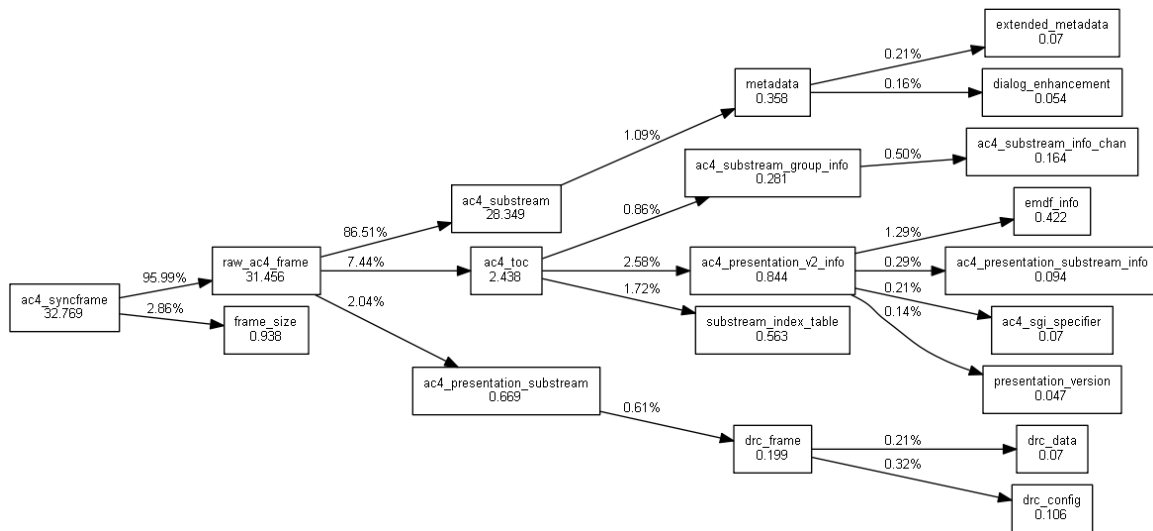 ac4_syncframe
32.769
95.99%
2.86%
raw_ac4_frame
31.456
frame_size
0.938
86.51%
7.44%
2.04%
ac4_substream
28.349
ac4_toc
2.438
ac4_presentation_substream
0.669
1.09%
0.86%
2.58%
1.72%
0.61%
metadata
0.358
ac4_substream_group_info
0.281
ac4_presentation_v2_info
0.844
substream_index_table
0.563
drc_frame
0.199
0.21%
0.16%
0.50%
1.29%
0.29%
0.21%
0.14%
0.21%
0.32%
extended_metadata
0.07
dialog_enhancement
0.054
ac4_substream_info_chan
0.164
emdf_info
0.422
ac4_presentation_substream_info
0.094
ac4_sgi_specifier
0.07
presentation_version
0.047
drc_data
0.07
drc_config
0.106